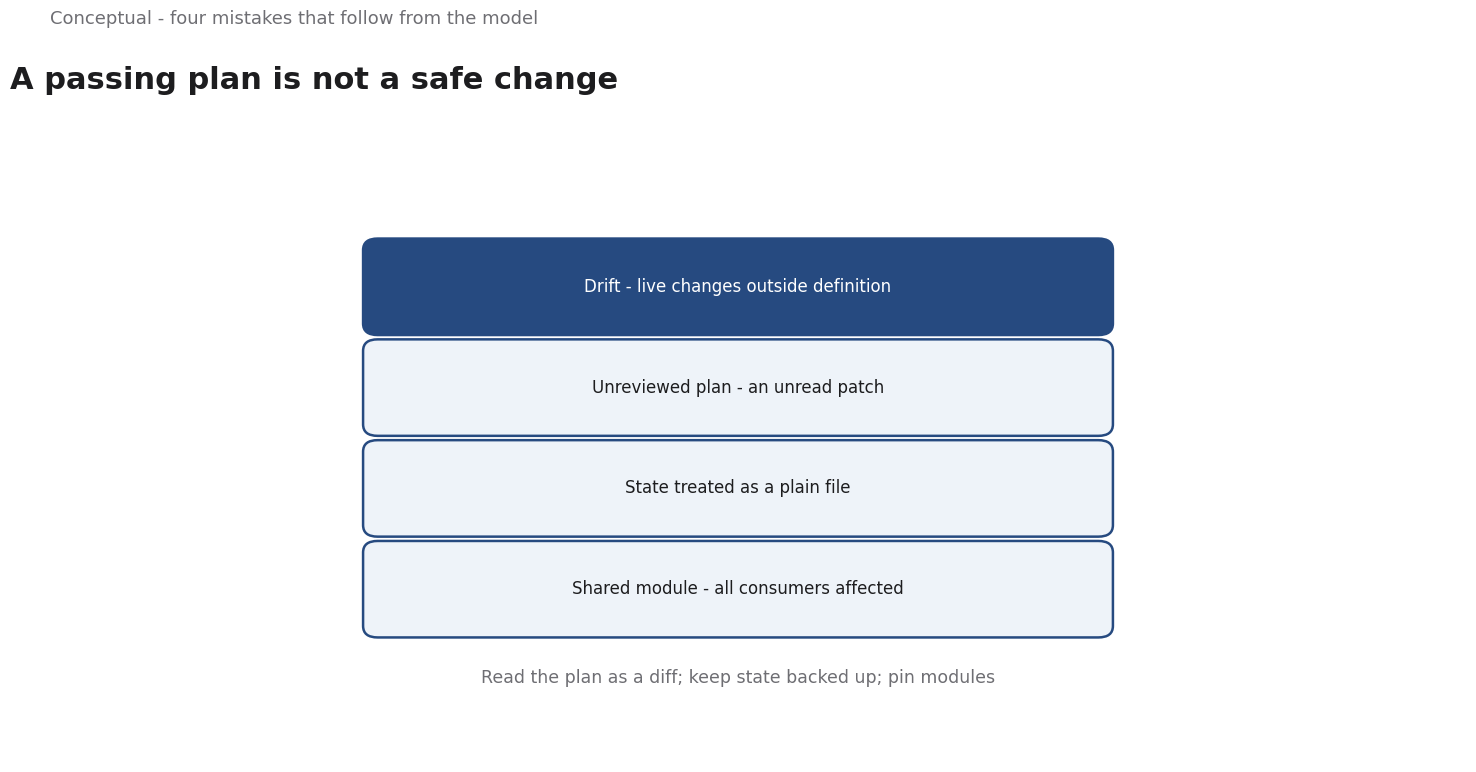 Conceptual - four mistakes that follow from the model
A passing plan is not a safe change
Drift - live changes outside definition
Unreviewed plan - an unread patch
State treated as a plain file
Shared module - all consumers affected
Read the plan as a diff; keep state backed up; pin modules